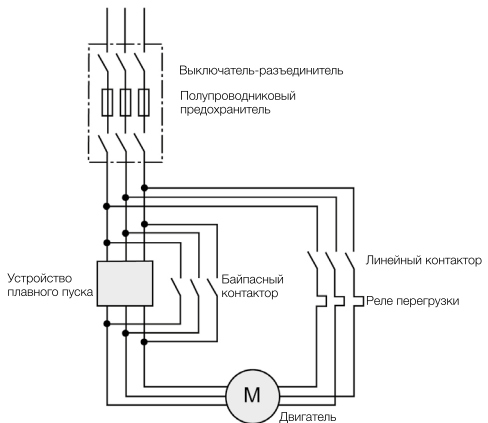 Выключатель-разъединитель
Полупроводниковый
предохранитель
Линейный контактор
Устройство
плавного пуска
Байпасный
контактор
Реле перегрузки
M
Двигатель